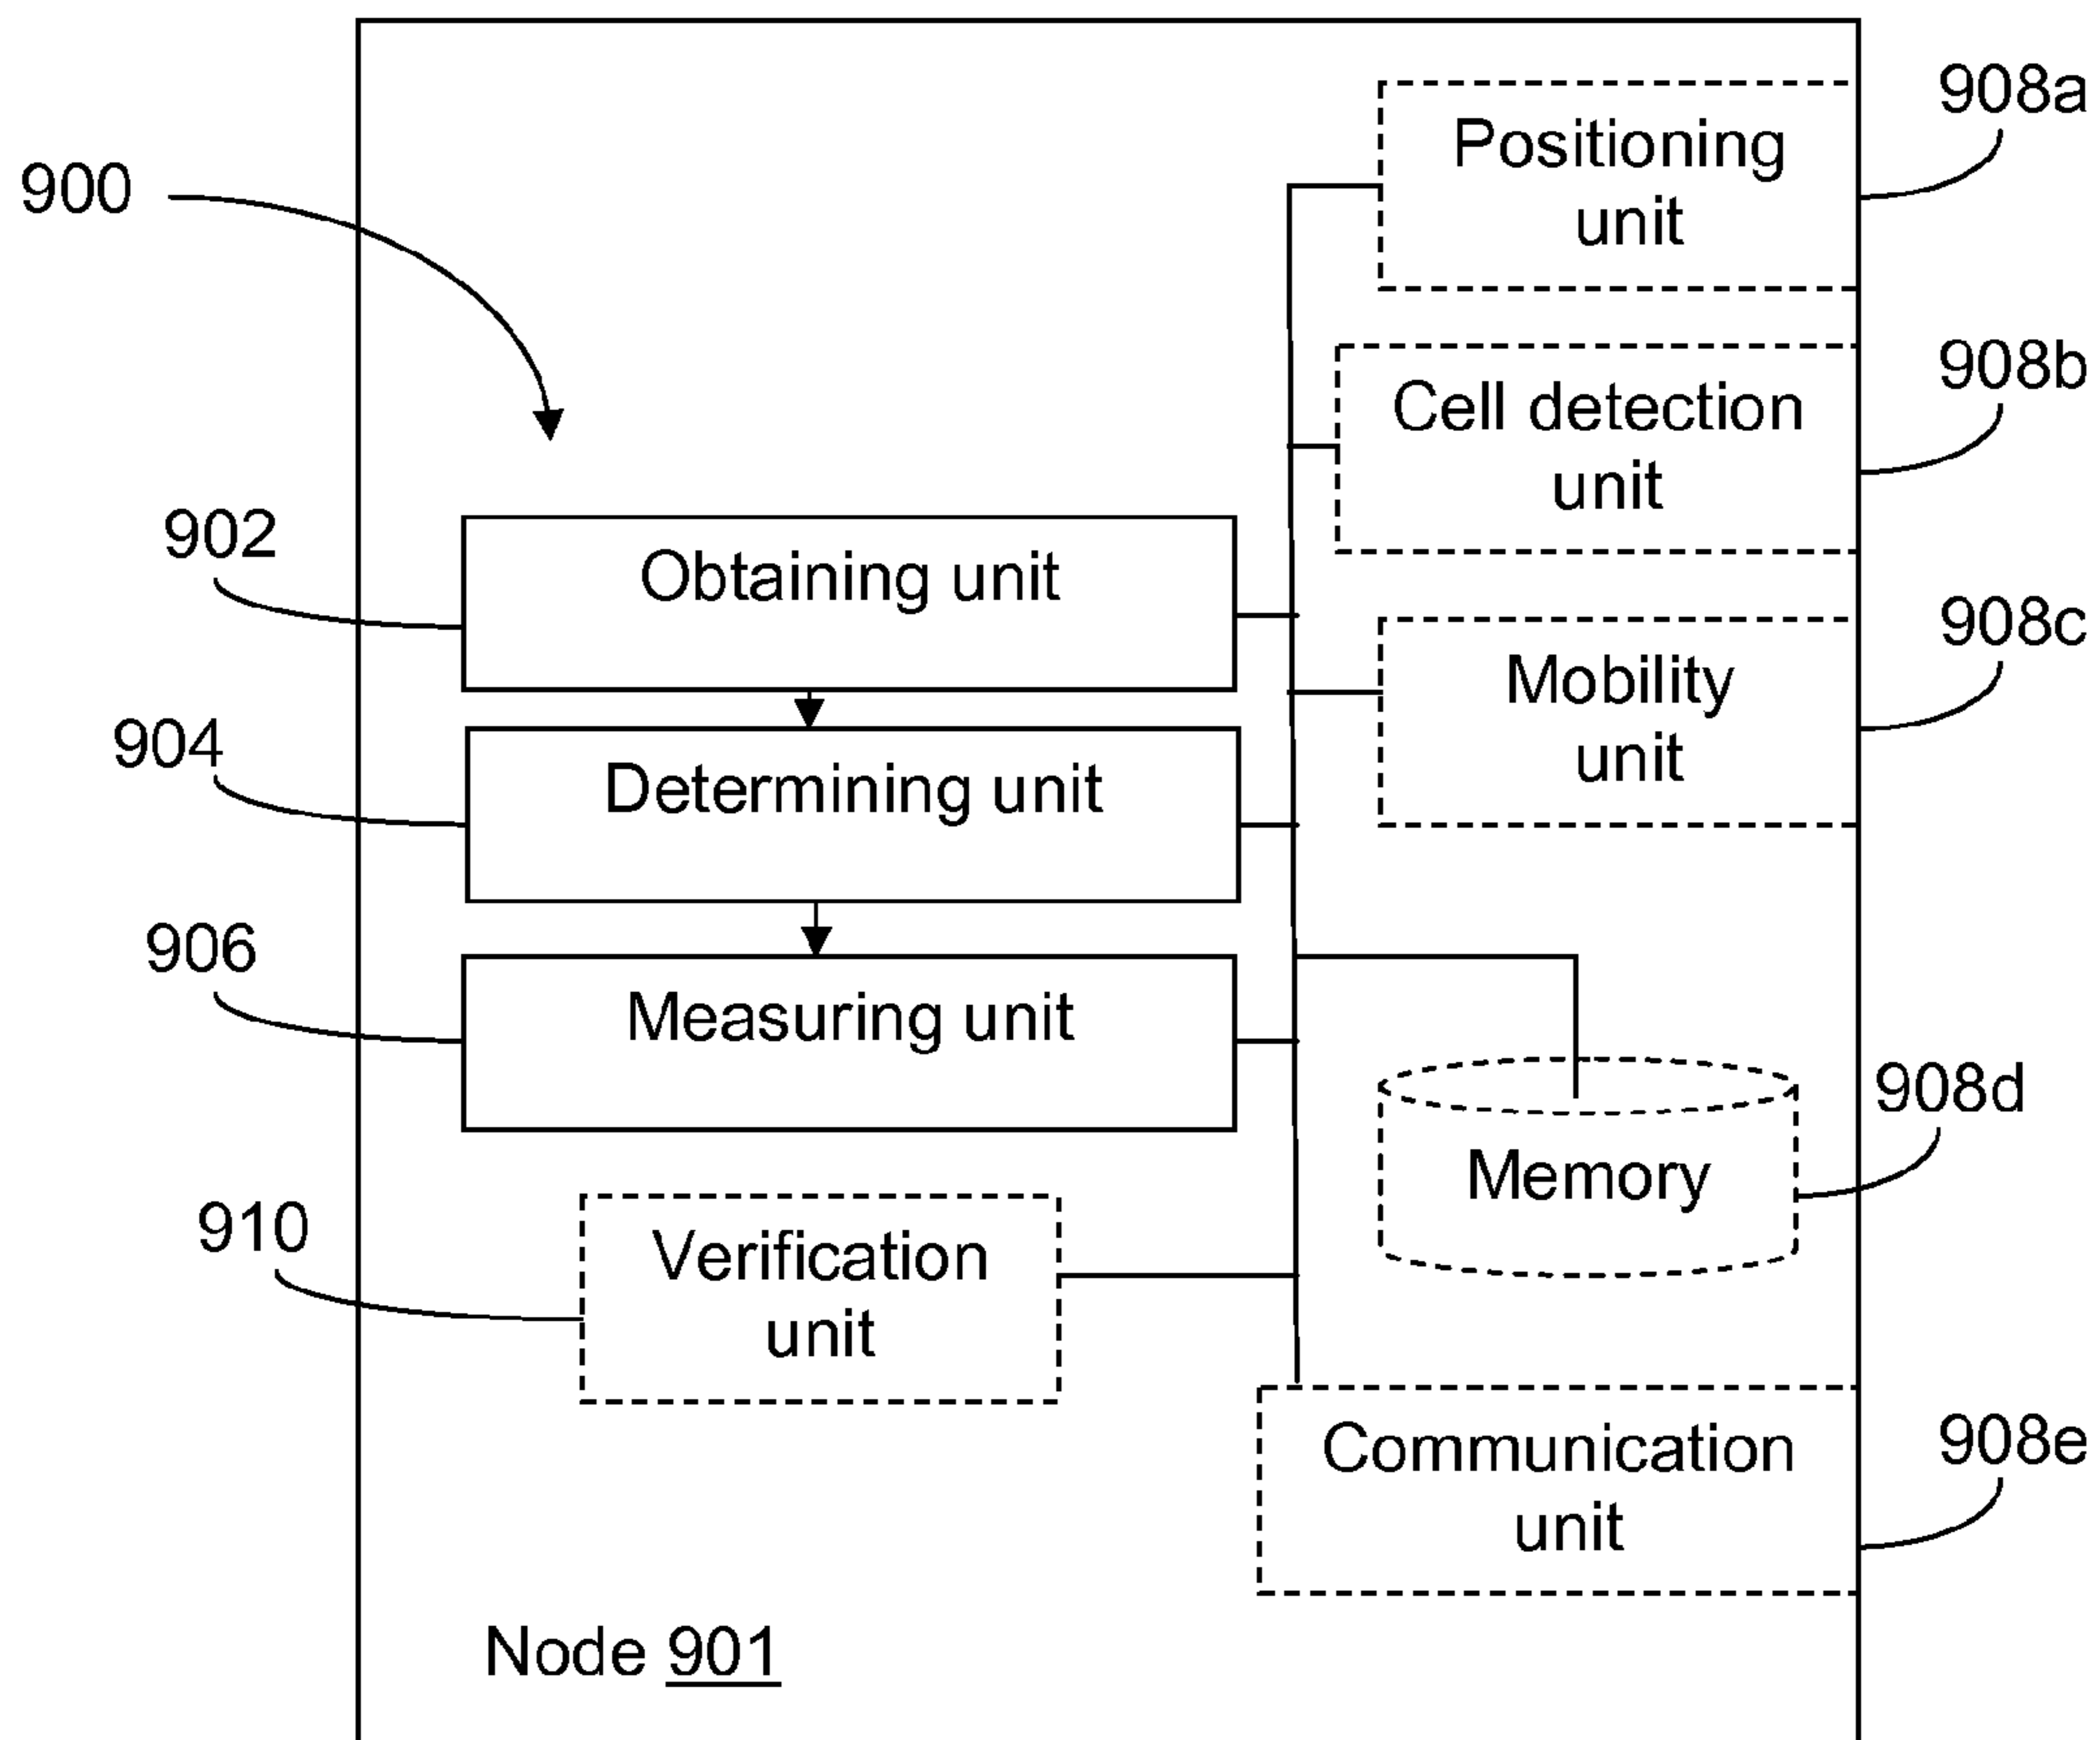 908a
Positioning
unit
900
908b
Cell detection
unit
902
Obtaining unit
908c
Mobility
unit
904
Determining unit
906
Measuring unit
908d
Memory
910
Verification
unit
908e
Communication
unit
Node 901